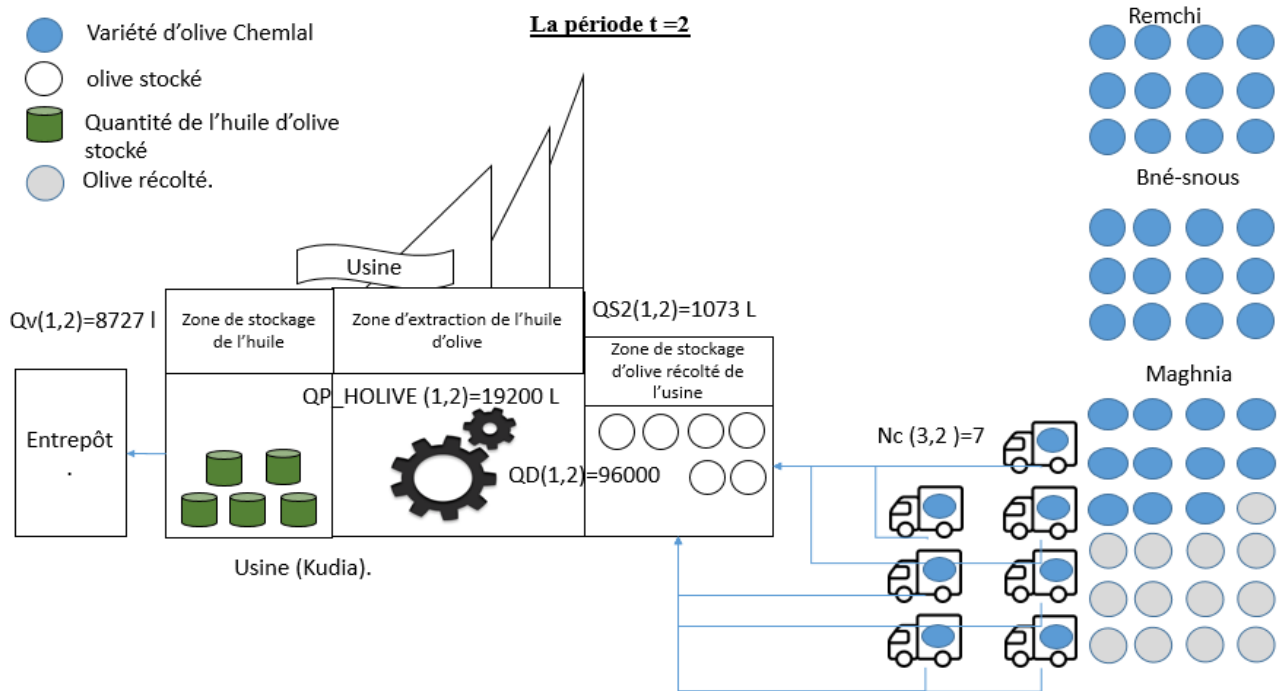 La période t =2
Variété d'olive Chemlal
olive stocké
Quantité de l'huile d'olive
stocké
Olive récolté.
Remchi
Bné-snous
Maghnia
Usine
Qv(1,2)=8727 l
Zone de stockage
de l'huile
Zone d'extraction de l'huile
d'olive
QS2(1,2)=1073 L
Zone de stockage
d'olive récolté de
l'usine
QP_HOLIVE (1,2)=19200 L
Entrepôt
.
QD(1,2)=96000
Nc (3,2 )=7
Usine (Kudia).